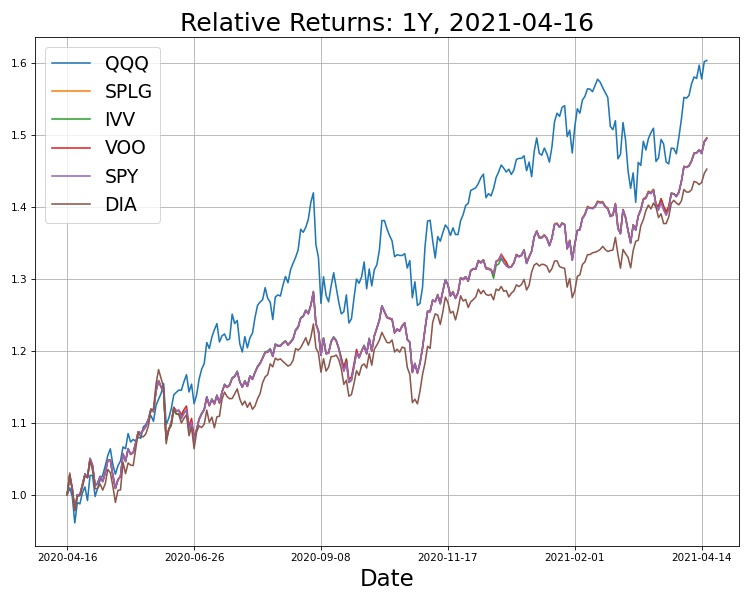 Relative Returns: 1Y, 2021-04-16
QQQ
SPLG
IVV
VOO
SPY
DIA
1.6
1.5
1.4
1.3
1.2
1.1
1.0
2020-04-16
2020-06-26
2020-09-08
2020-11-17
2021-02-01
2021-04-14
Date